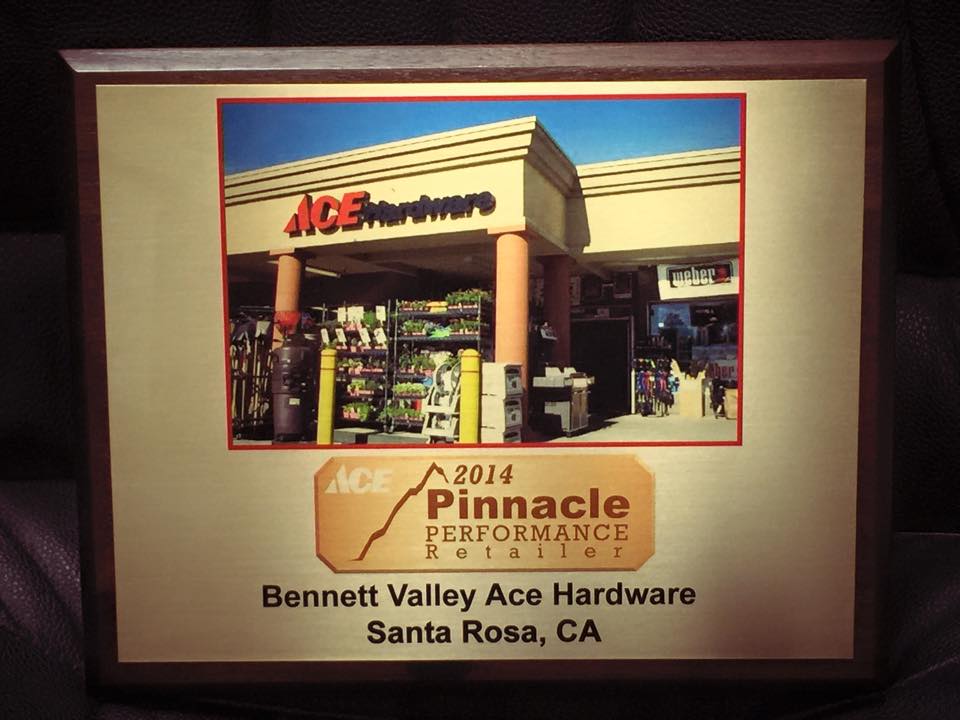 ACE Hardware
weber
ACE
2014
Pinnacle
PERFORMANCE
Retailer
Bennett Valley Ace Hardware
Santa Rosa, CA